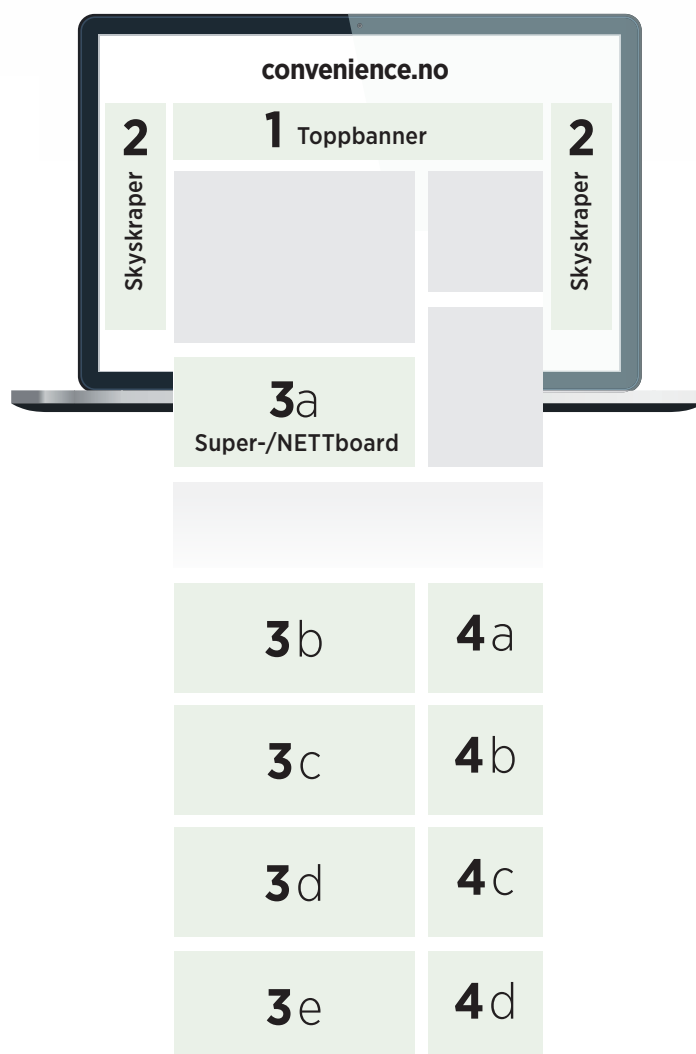 convenience.no
1 Toppbanner
2 Skyskraper
2 Skyskraper
3a
Super-/NETTboard
3b
4a
3c
4b
3d
4c
3e
4d